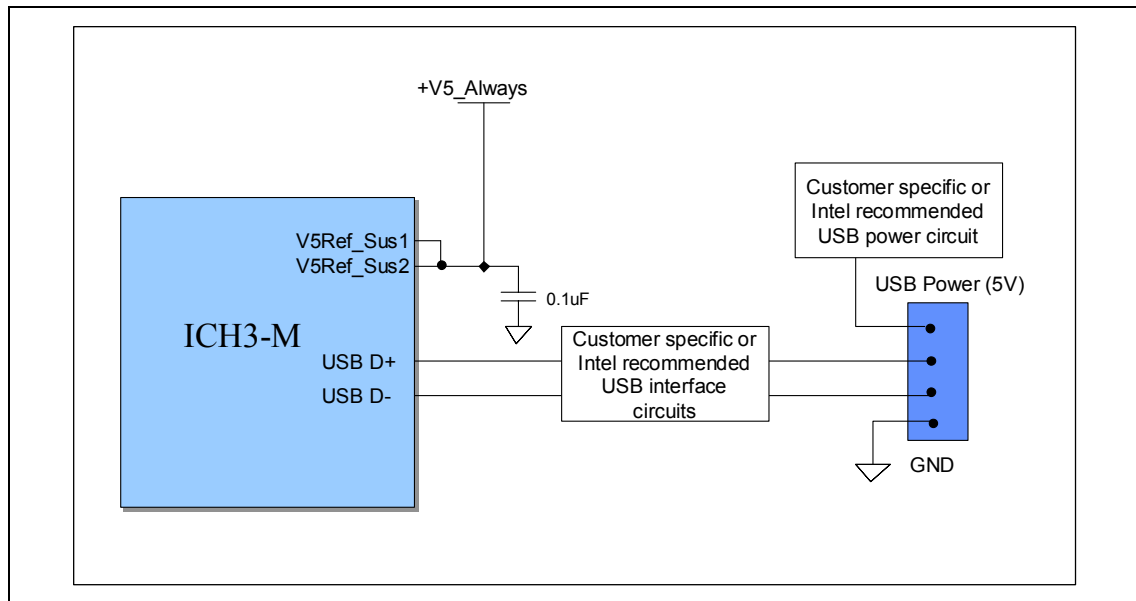 +V5_Always
Customer specific or
Intel recommended
USB power circuit
V5Ref_Sus1
V5Ref_Sus2
USB Power (5V)
0.1uF
ICH3-M
Customer specific or
Intel recommended
USB interface
circuits
USB D+
USB D-
GND